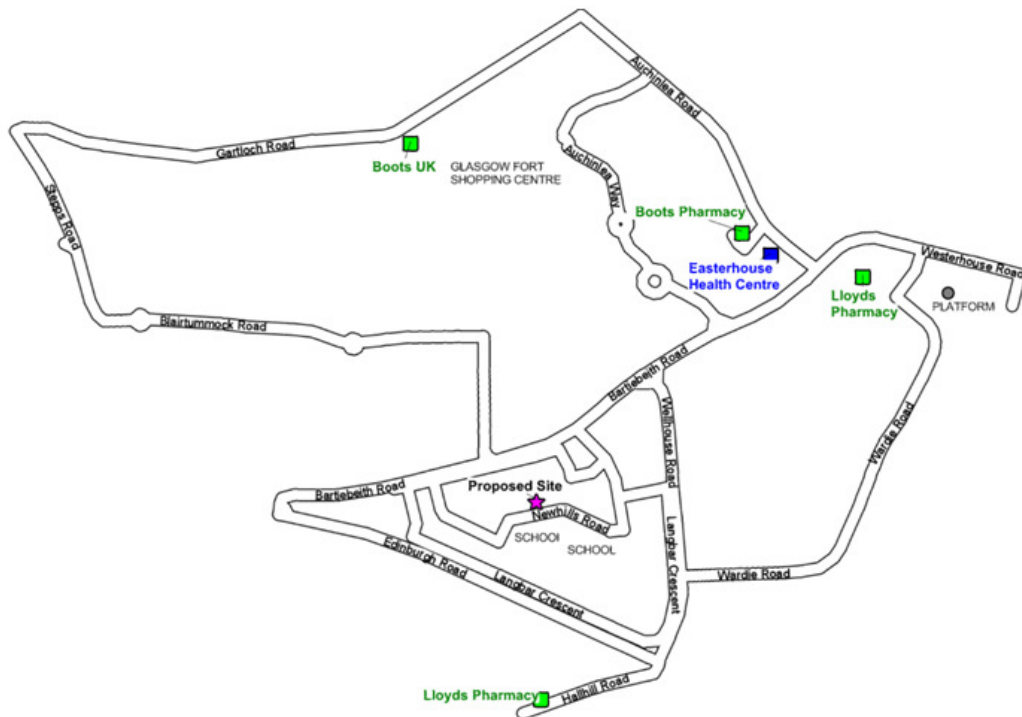 Auchinlea Road
Gartloch Road
Boots UK
GLASGOW FORT
SHOPPING CENTRE
Auchinlea Way
Stepps Road
Boots Pharmacy
Easterhouse
Health Centre
Westerhouse Road
Lloyds
Pharmacy
PLATFORM
Blairtummock Road
Bartiebeith Road
Wellhouse Road
Wardie Road
Proposed Site
Bartiebeith Road
Newhills Road
SCHOOl
SCHOOL
Edinburgh Road
Langbar Crescent
Langbar Crescent
Wardie Road
Lloyds Pharmacy
Hallhill Road